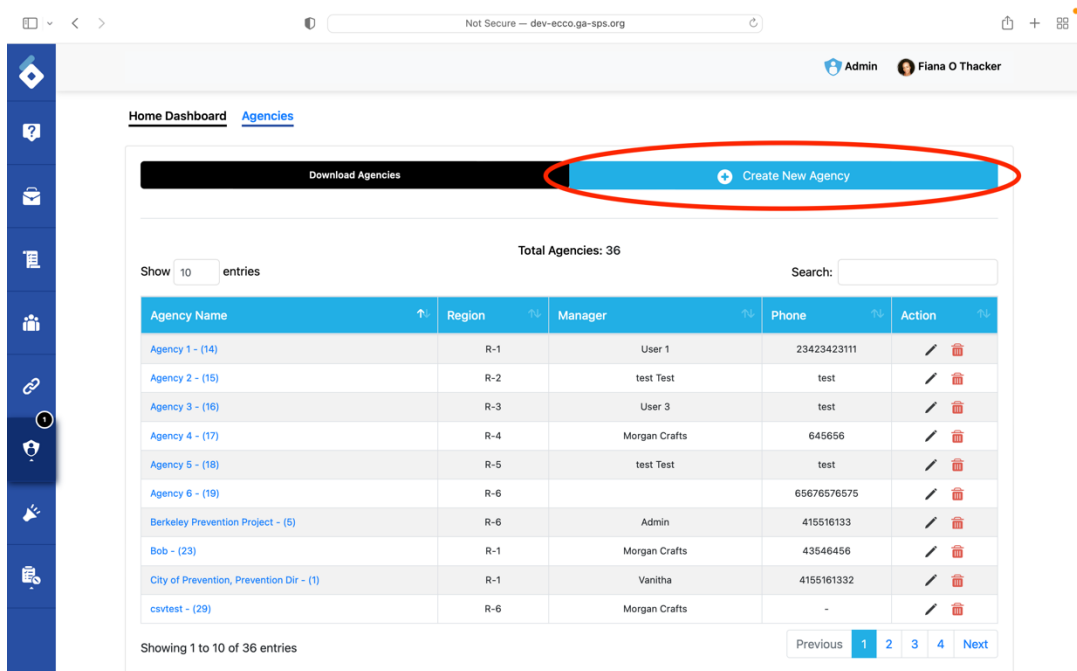 Not Secure — dev-ecco.ga-sps.org
Admin Fiana O Thacker
Home Dashboard Agencies
Download Agencies Create New Agency
Total Agencies: 36
Show 10 entries Search:
Agency Name Region Manager Phone Action
Agency 1 - (14) R-1 User 1 23423423111
Agency 2 - (15) R-2 test Test test
Agency 3 - (16) R-3 User 3 test
Agency 4 - (17) R-4 Morgan Crafts 645656
Agency 5 - (18) R-5 test Test test
Agency 6 - (19) R-6 65676576575
Berkeley Prevention Project - (5) R-6 Admin 415516133
Bob - (23) R-1 Morgan Crafts 43546456
City of Prevention, Prevention Dir - (1) R-1 Vanitha 4155161332
1
csvtest - (29) R-6 Morgan Crafts -
Showing 1 to 10 of 36 entries Previous 1 2 3 4 Next